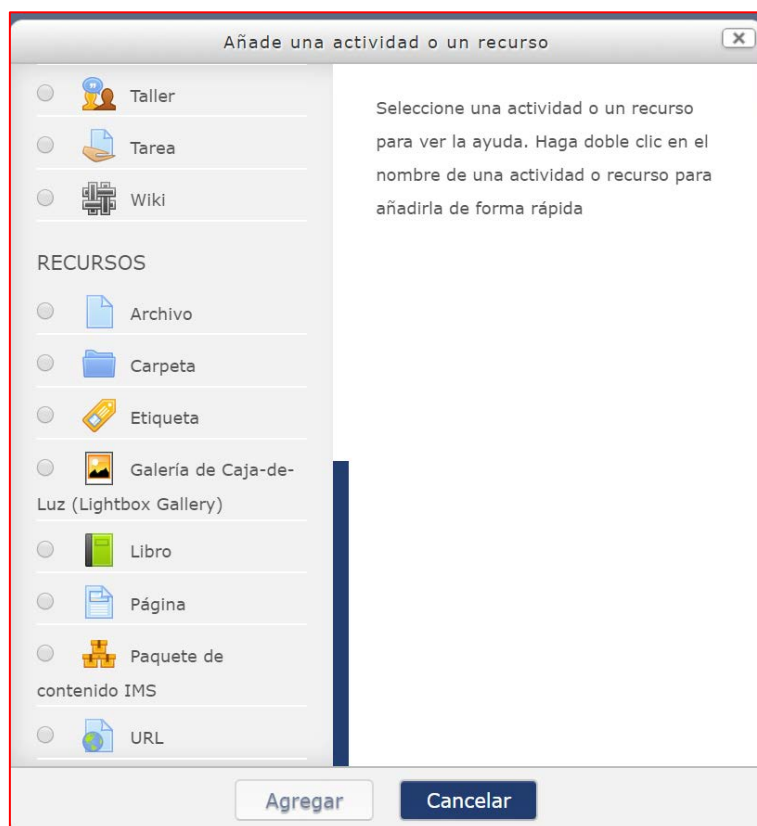 Añade una actividad o un recurso
Taller
Tarea
Wiki
RECURSOS
Archivo
Carpeta
Etiqueta
Galería de Caja-de-
Luz (Lightbox Gallery)
Libro
Página
Paquete de
contenido IMS
URL
Seleccione una actividad o un recurso
para ver la ayuda. Haga doble clic en el
nombre de una actividad o recurso para
añadirla de forma rápida
Agregar
Cancelar